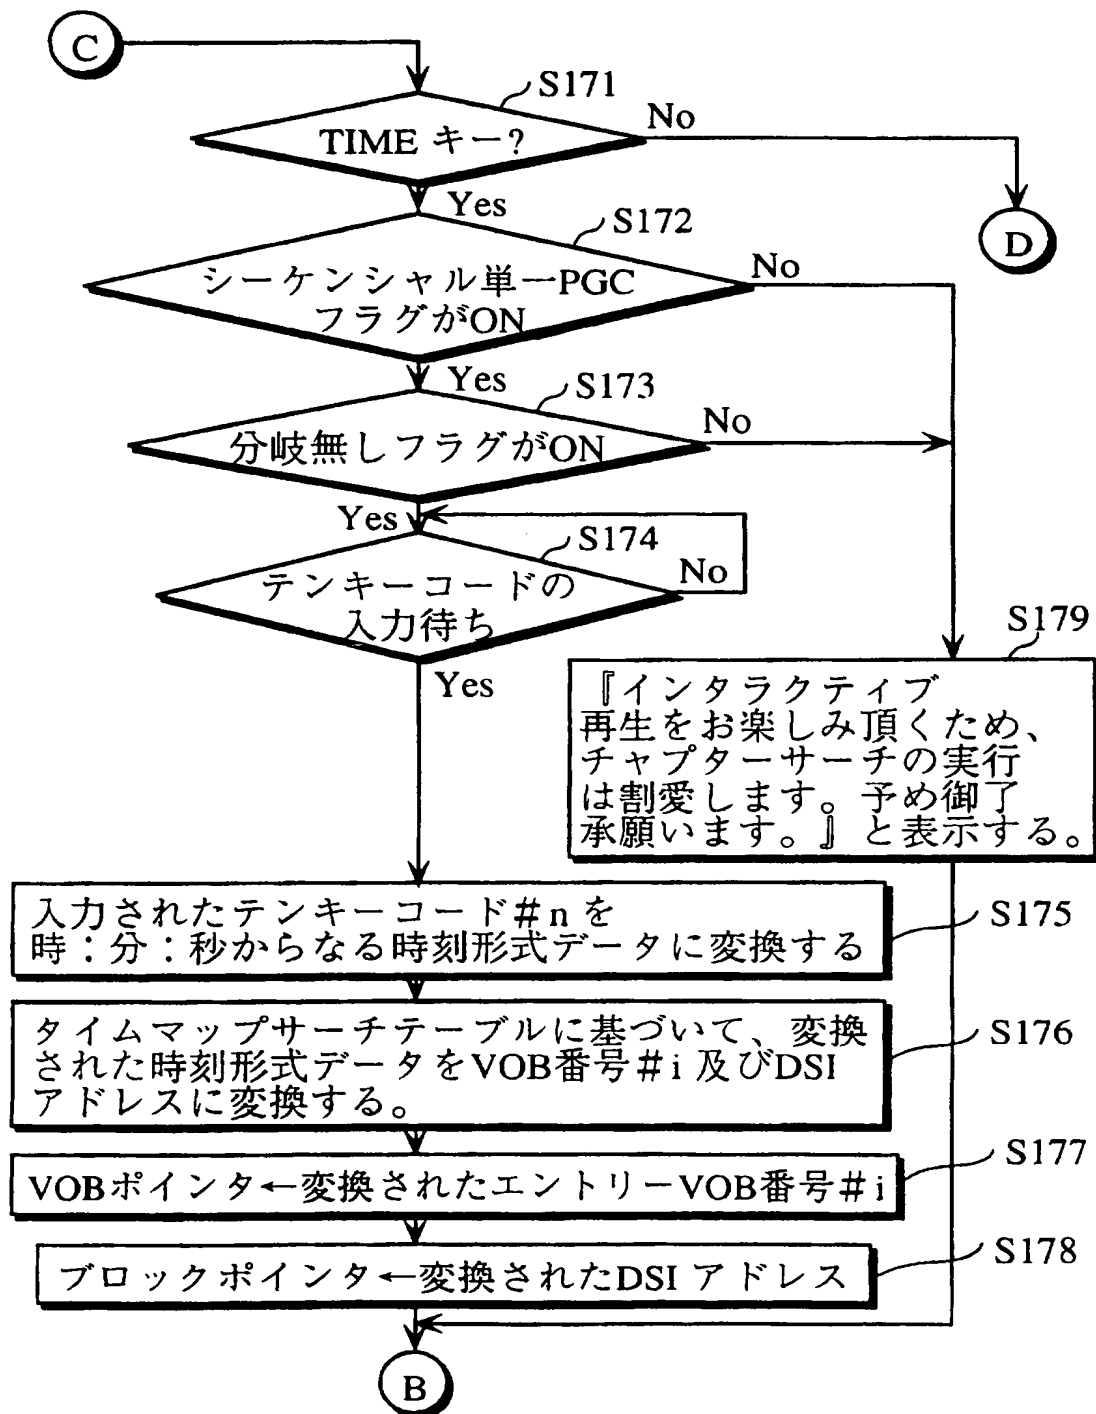 C
S171
TIME キー?
No
Yes
D
S172
シーケンシャル単一PGC
フラグがON
No
Yes
S173
分岐無しフラグがON
No
Yes
S174
テンキーコードの
入力待ち
No
Yes
S179
『インタラクティブ
再生をお楽しみ頂くため、
チャプターサーチの実行
は割愛します。予め御了
承願います。』と表示する。
入力されたテンキーコード#nを
時:分:秒からなる時刻形式データに変換する
S175
タイムマップサーチテーブルに基づいて、変換
された時刻形式データをVOB番号#i 及びDSI
アドレスに変換する。
S176
VOBポインタ←変換されたエントリーVOB番号#i
S177
ブロックポインタ←変換されたDSI アドレス
S178
B